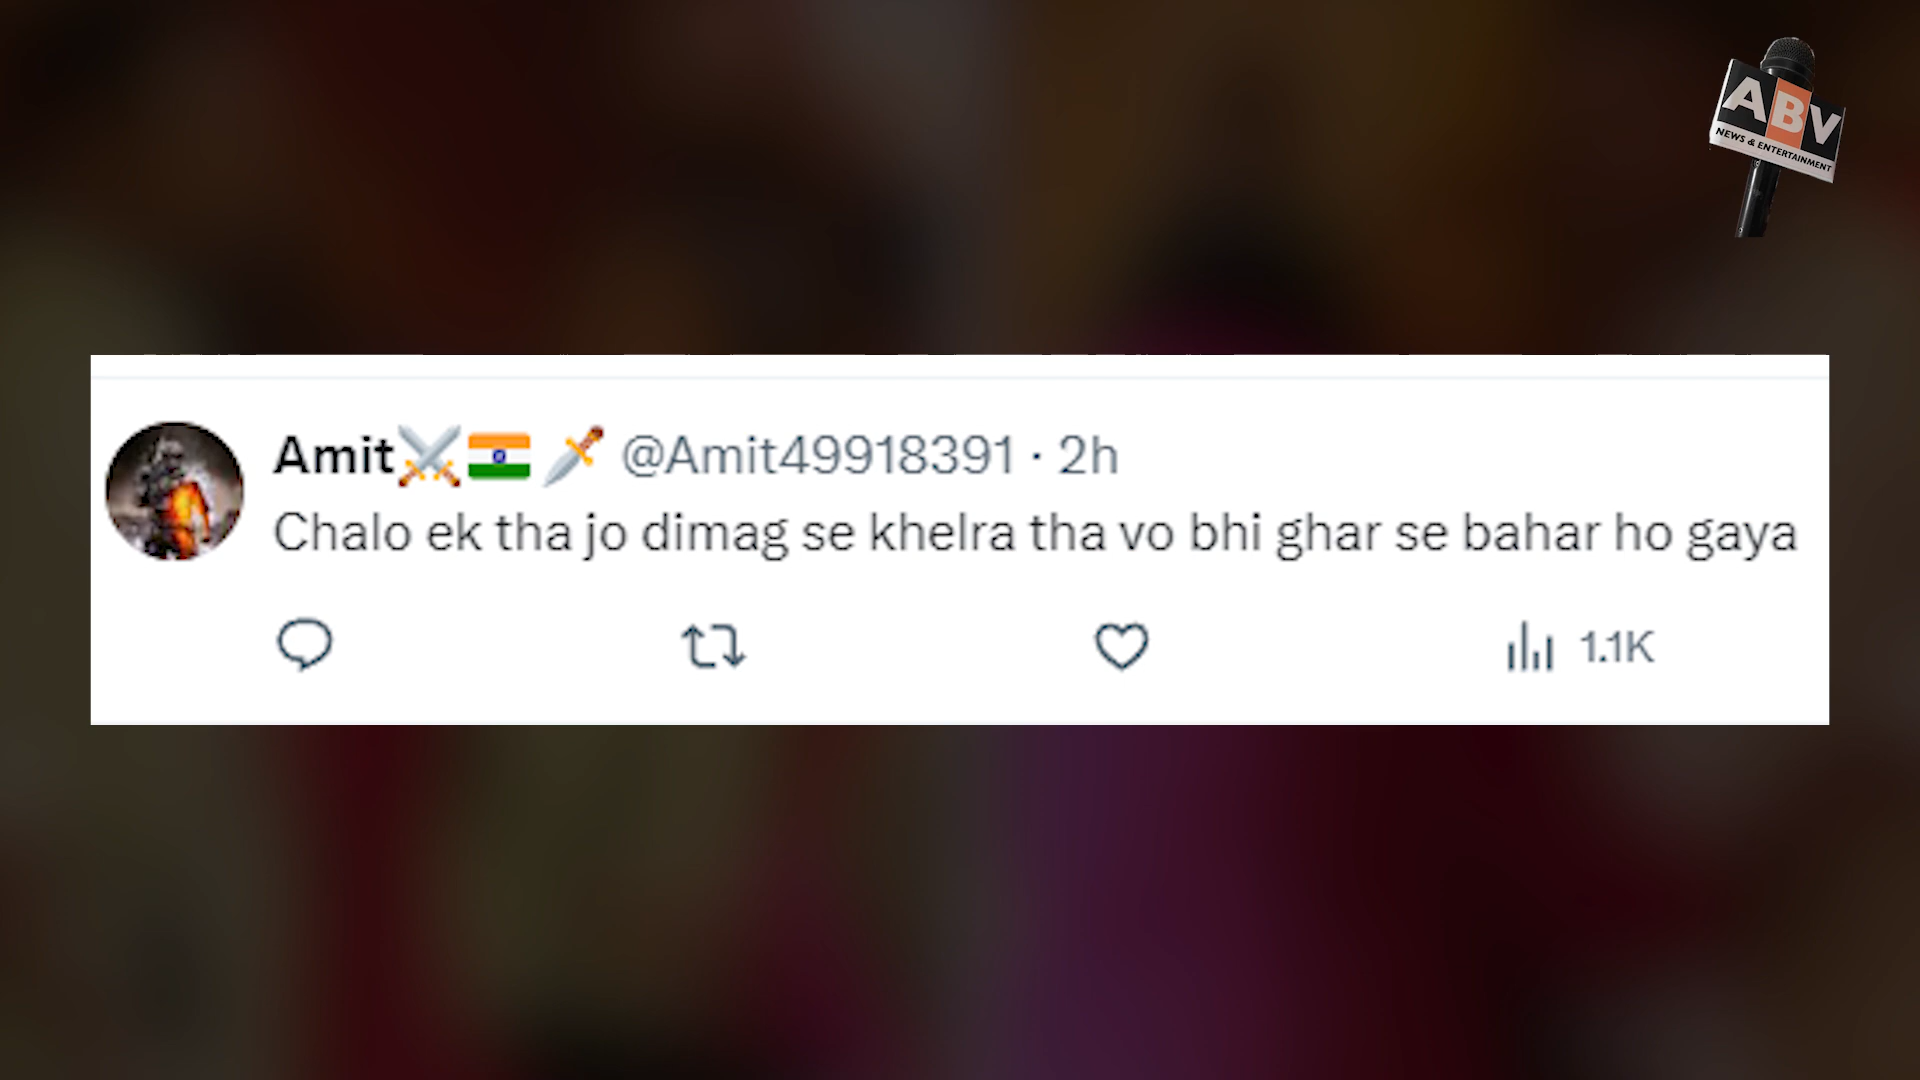 ABV
NEWS & ENTERTAINMENT
Amit⚔️🇮🇳🗡️ @Amit49918391 · 2h
Chalo ek tha jo dimag se khelra tha vo bhi ghar se bahar ho gaya
1.1K